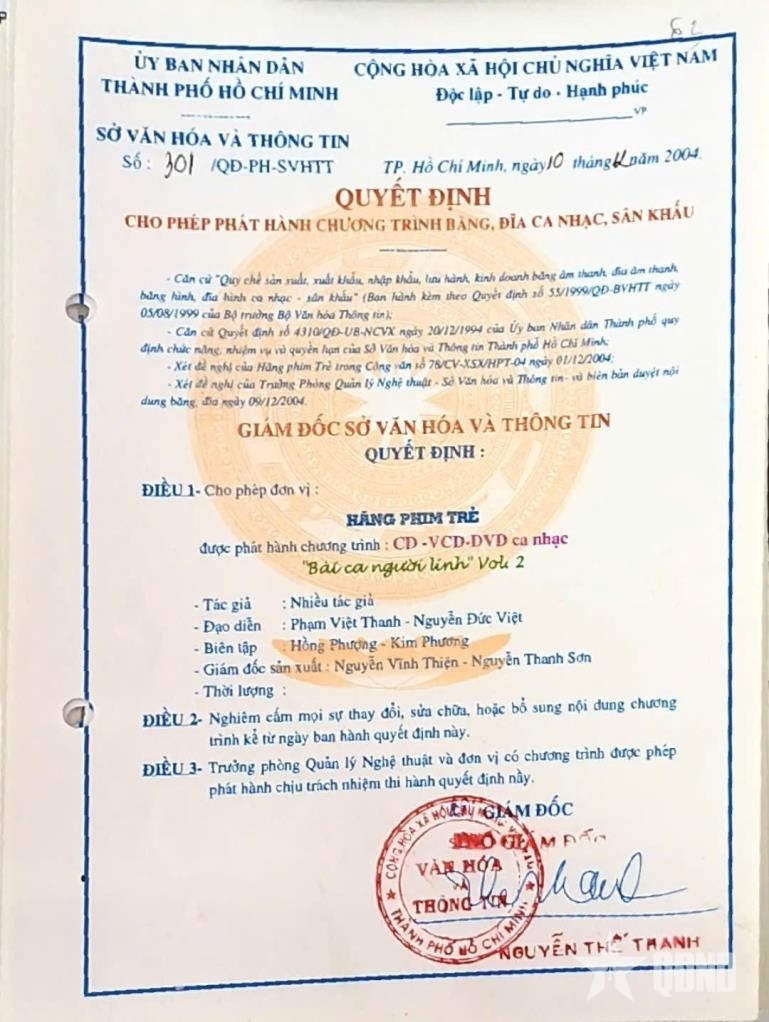 62
ỦY BAN NHÂN DÂN
THÀNH PHỐ HỒ CHÍ MINH
CỘNG HÒA XÃ HỘI CHỦ NGHĨA VIỆT NAM
Độc lập - Tự do - Hạnh phúc
VP
SỞ VĂN HÓA VÀ THÔNG TIN
Số : 301 /QĐ-PH-SVHTT
TP. Hồ Chí Minh, ngày 10 tháng năm 2004.
QUYẾT ĐỊNH
CHO PHÉP PHÁT HÀNH CHƯƠNG TRÌNH BĂNG, ĐĨA CA NHẠC, SÂN KHẤU
- Căn cứ "Quy chế sản xuất, xuất khẩu, nhập khẩu, lưu hành, kinh doanh băng âm thanh, đĩa âm thanh,
băng hình, đĩa hình ca nhạc - sân khấu" (Ban hành kèm theo Quyết định số 55/1999/QĐ-BVHTT ngày
05/08/1999 của Bộ trưởng Bộ Văn hóa Thông tin);
- Căn cứ Quyết định số 4310/QĐ-UB-NCVX ngày 20/12/1994 của Ủy ban Nhân dân Thành phố quy
định chức năng, nhiệm vụ và quyền hạn của Sở Văn hóa và Thông tin Thành phố Hồ Chí Minh;
- Xét đề nghị của Hãng phim Trẻ trong Công văn số 78/CV-XSX/HPT-04 ngày 01/12/2004;
- Xét đề nghị của Trưởng Phòng Quản lý Nghệ thuật - Sở Văn hóa và Thông tin- và biên bản duyệt nội
dung băng, đĩa ngày 09/12/2004.
GIÁM ĐỐC SỞ VĂN HÓA VÀ THÔNG TIN
QUYẾT ĐỊNH :
ĐIỀU 1- Cho phép đơn vị :
HÃNG PHIM TRẺ
được phát hành chương trình : CD -VCD-DVD ca nhạc
"Bài ca người lính" Vol. 2
- Tác giả : Nhiều tác giả
- Đạo diễn : Phạm Việt Thanh - Nguyễn Đức Việt
- Biên tập : Hồng Phượng - Kim Phương
- Giám đốc sản xuất : Nguyễn Vĩnh Thiện - Nguyễn Thanh Sơn
- Thời lượng :
ĐIỀU 2- Nghiêm cấm mọi sự thay đổi, sửa chữa, hoặc bổ sung nội dung chương
trình kể từ ngày ban hành quyết định này.
ĐIỀU 3- Trưởng phòng Quản lý Nghệ thuật và đơn vị có chương trình được phép
phát hành chịu trách nhiệm thi hành quyết định nầy.
GIÁM ĐỐC
PHÓ GIÁM ĐỐC
CỘNG HÒA XÃ HỘI CHỦ NGHĨA VIỆT NAM
SỞ
VĂN HÓA
VÀ
THÔNG TIN
THÀNH PHỐ HỒ CHÍ MINH
NGUYỄN THẾ THANH
QĐND